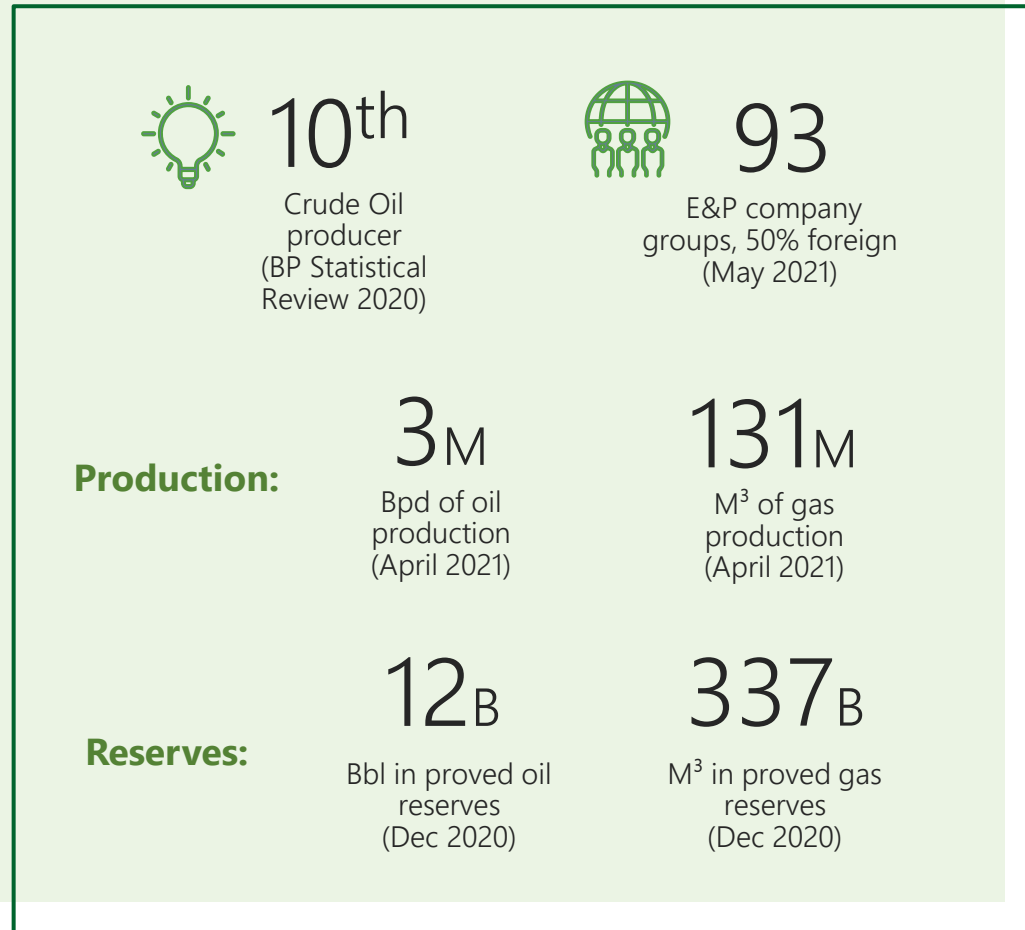 10th
Crude Oil
producer
(BP Statistical
Review 2020)
93
E&P company
groups, 50% foreign
(May 2021)
Production:
3M
Bpd of oil
production
(April 2021)
131M
M³ of gas
production
(April 2021)
Reserves:
12B
Bbl in proved oil
reserves
(Dec 2020)
337B
M³ in proved gas
reserves
(Dec 2020)